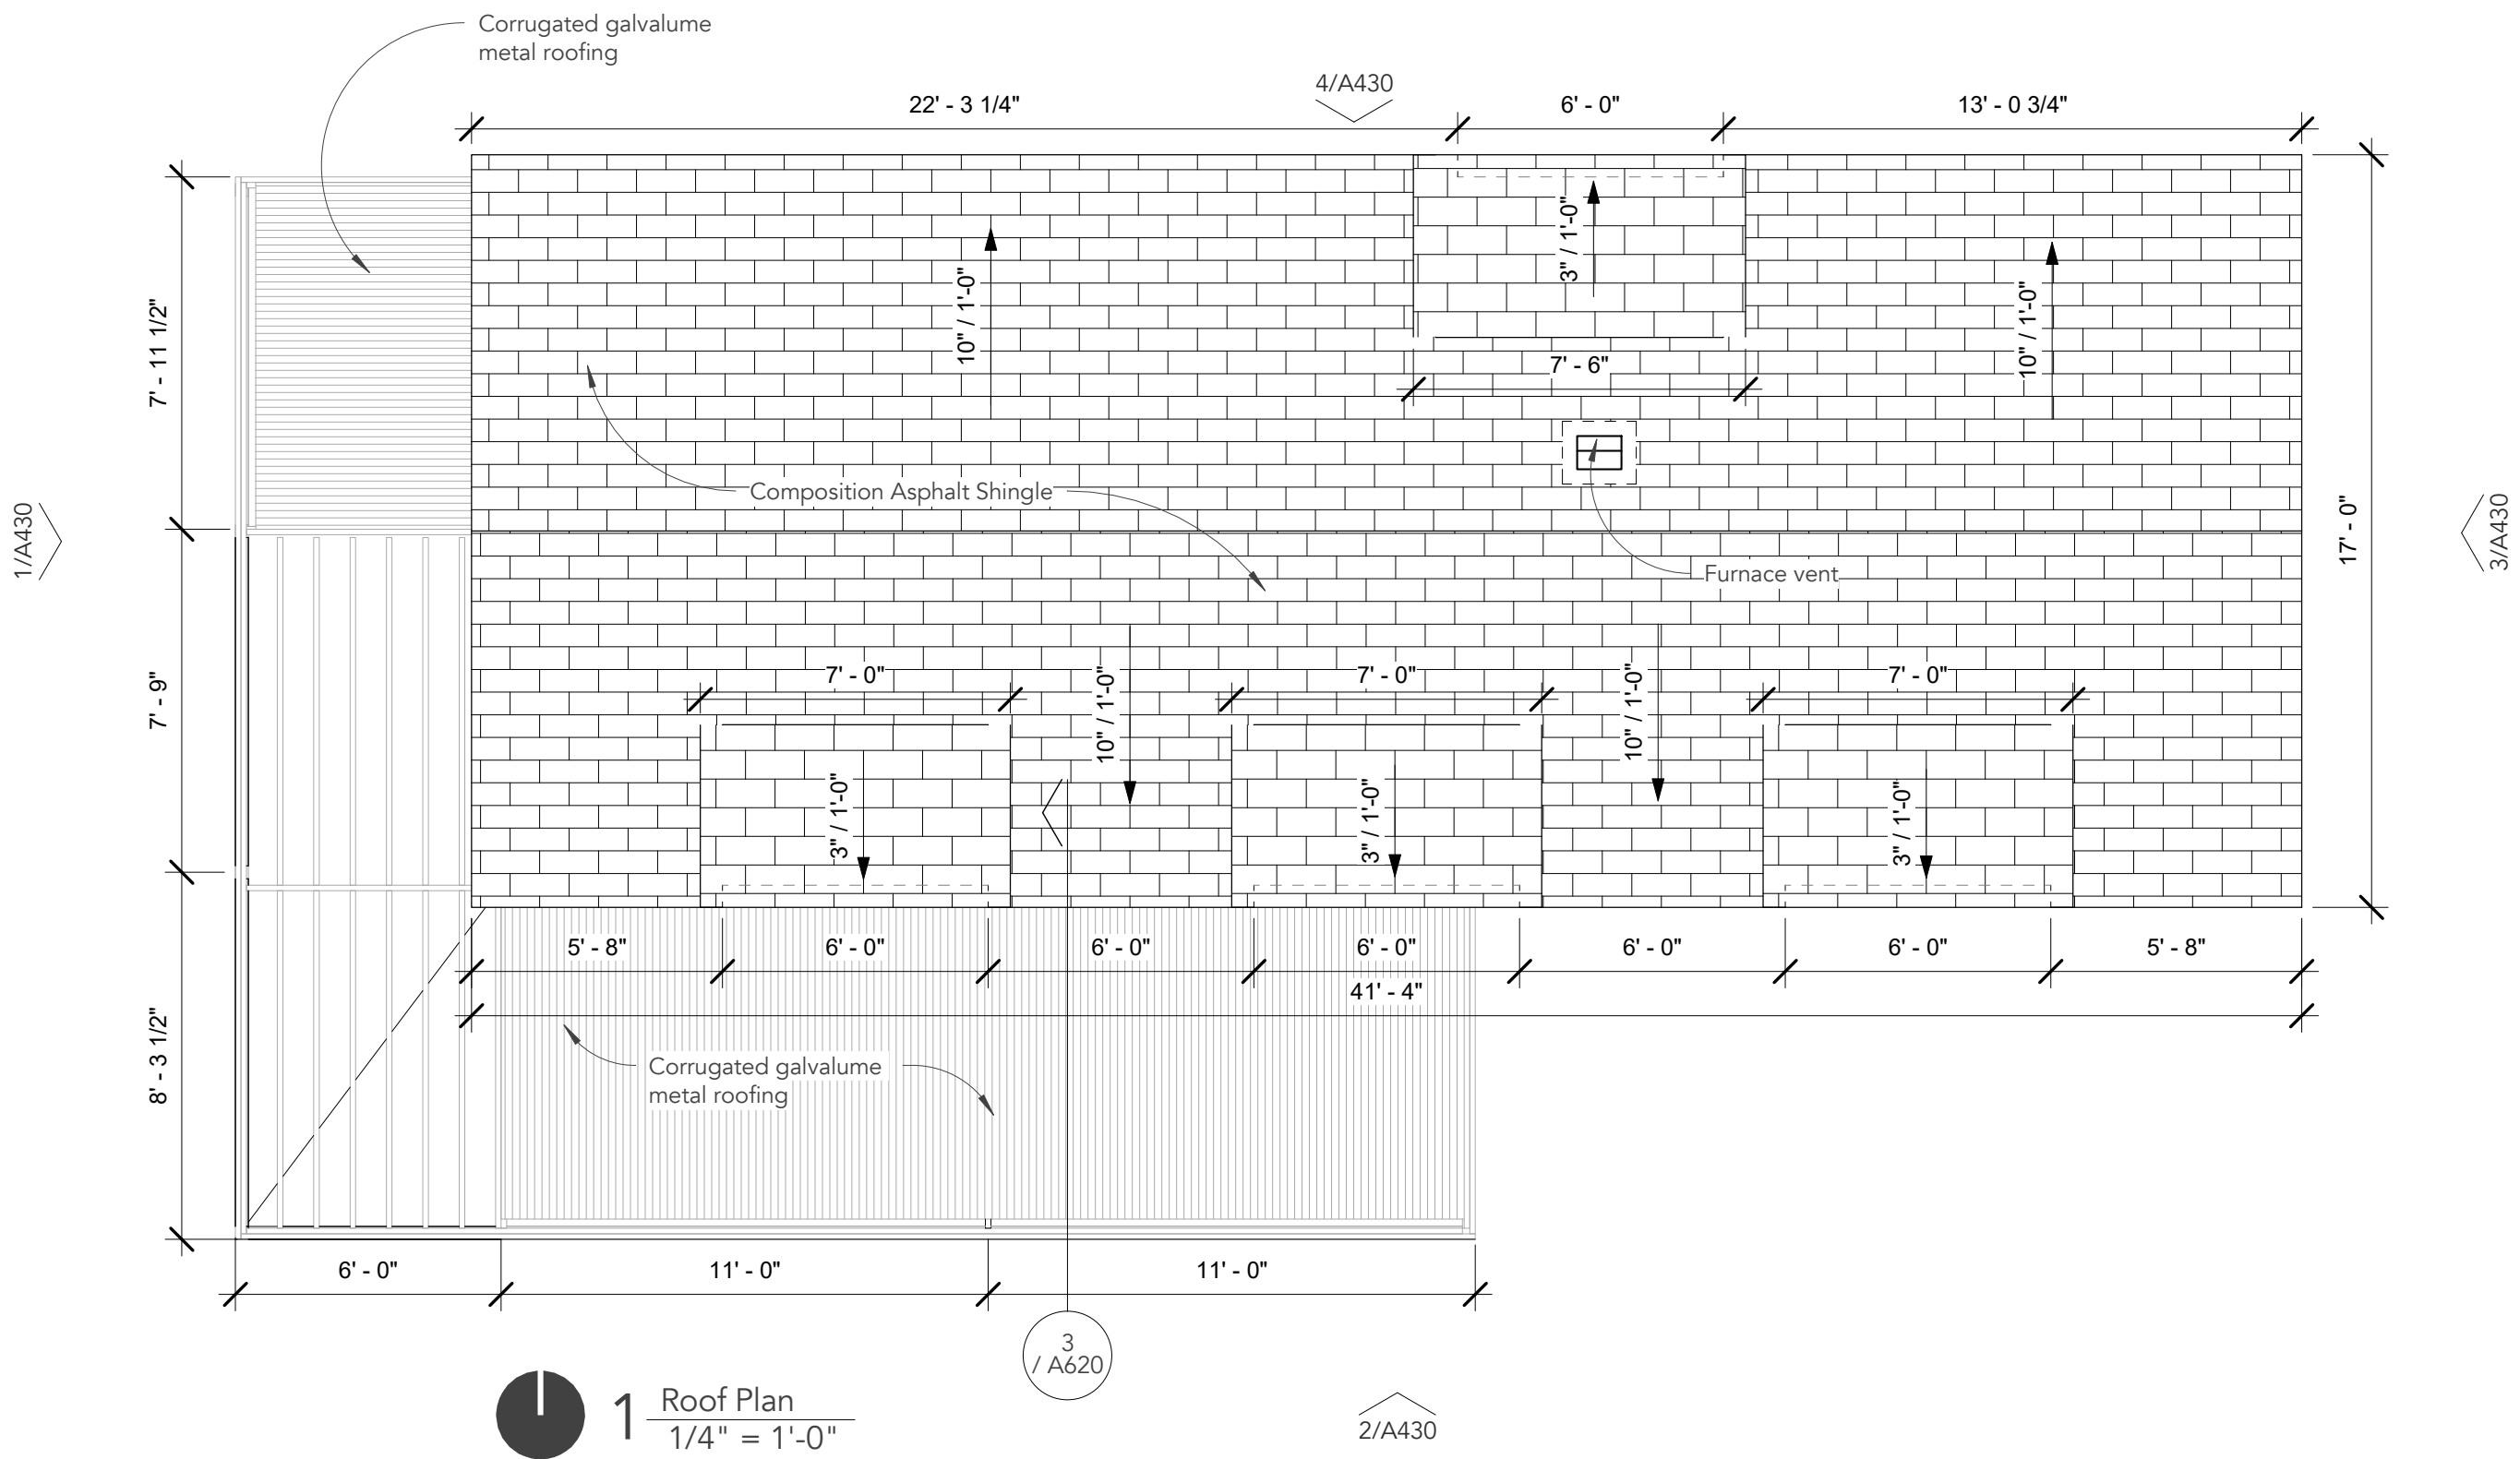 Corrugated galvalume
metal roofing
4/A430
22' - 3 1/4"
6' - 0"
13' - 0 3/4"
7' - 11 1/2"
3" / 1'-0"
10" / 1'-0"
10" / 1'-0"
7' - 6"
Composition Asphalt Shingle
1/A430
17' - 0"
3/A430
Furnace vent
7' - 9"
7' - 0"
10" / 1'-0"
7' - 0"
10" / 1'-0"
7' - 0"
3" / 1'-0"
3" / 1'-0"
3" / 1'-0"
5' - 8"
6' - 0"
6' - 0"
6' - 0"
6' - 0"
6' - 0"
5' - 8"
41' - 4"
8' - 3 1/2"
Corrugated galvalume
metal roofing
6' - 0"
11' - 0"
11' - 0"
3
/ A620
1
Roof Plan
1/4" = 1'-0"
2/A430